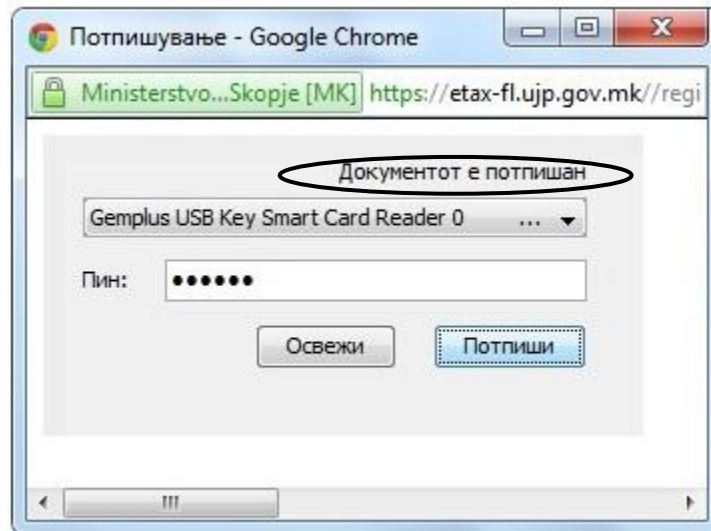 Потпишување - Google Chrome
Ministerstvo...Skopje [MK] https://etax-fl.ujp.gov.mk//regi
Документот е потпишан
Gemplus USB Key Smart Card Reader 0 ...
Пин: ••••••
Освежи Потпиши